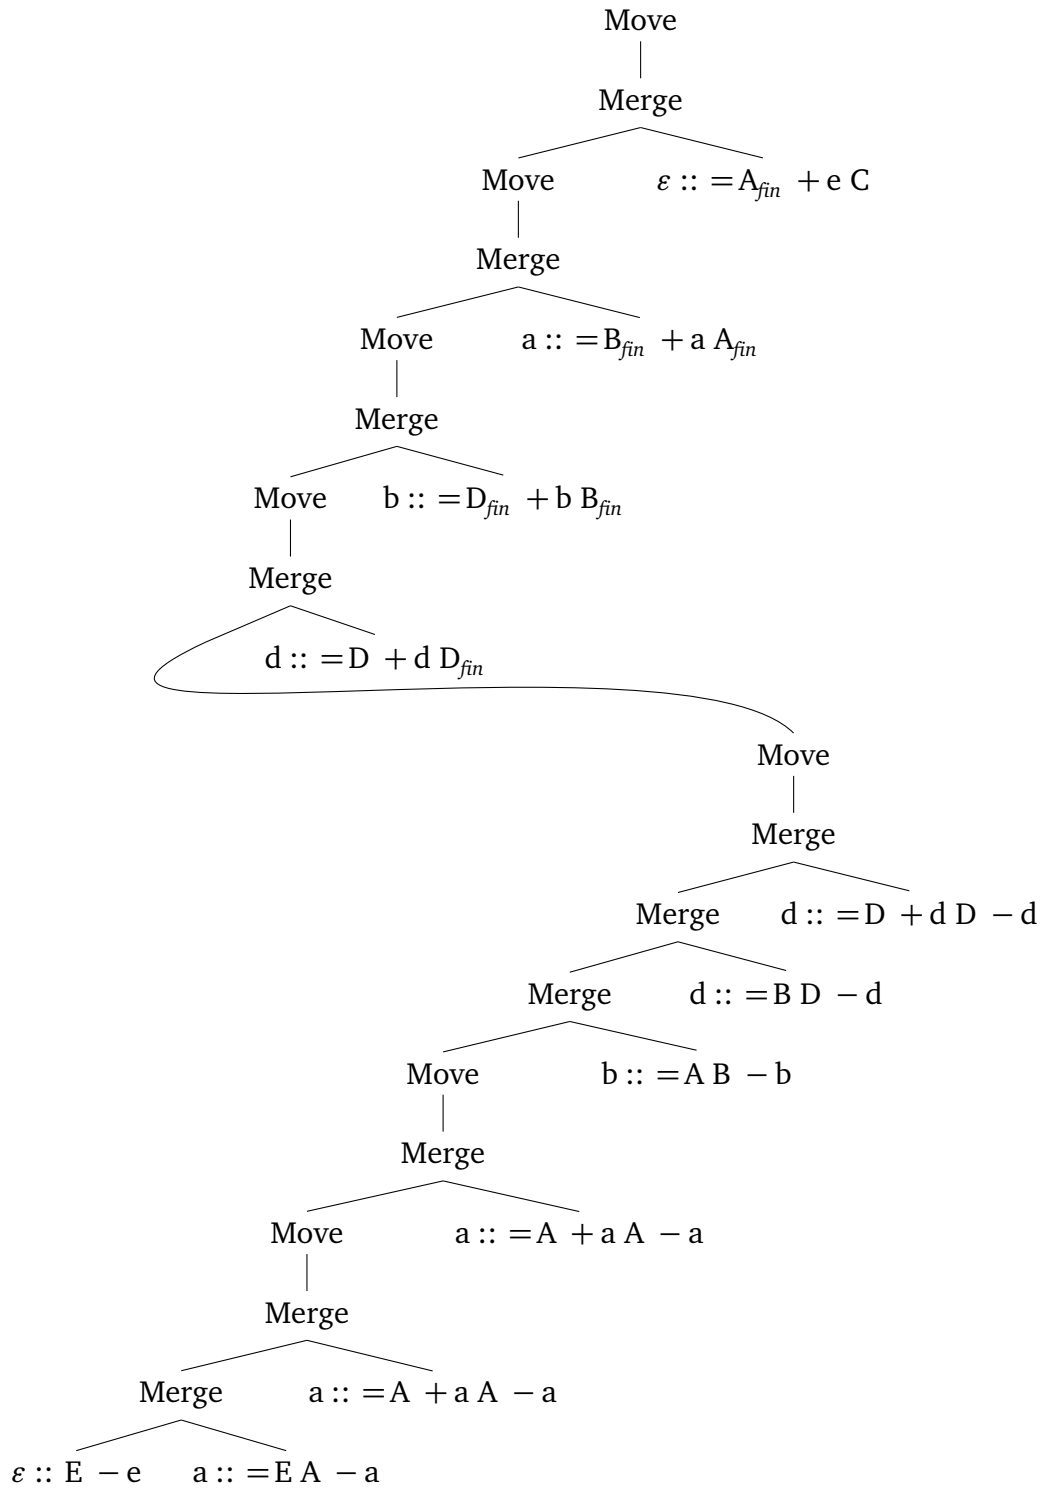 Move
Merge
Move ε :: =A_fin +e C
Merge
Move a :: =B_fin +a A_fin
Merge
Move b :: =D_fin +b B_fin
Merge
d :: =D +d D_fin
Move
Merge
Merge d :: =D +d D −d
Merge d :: =B D −d
Move b :: =A B −b
Merge
Move a :: =A +a A −a
Merge
Merge a :: =A +a A −a
ε :: E −e a :: =E A −a